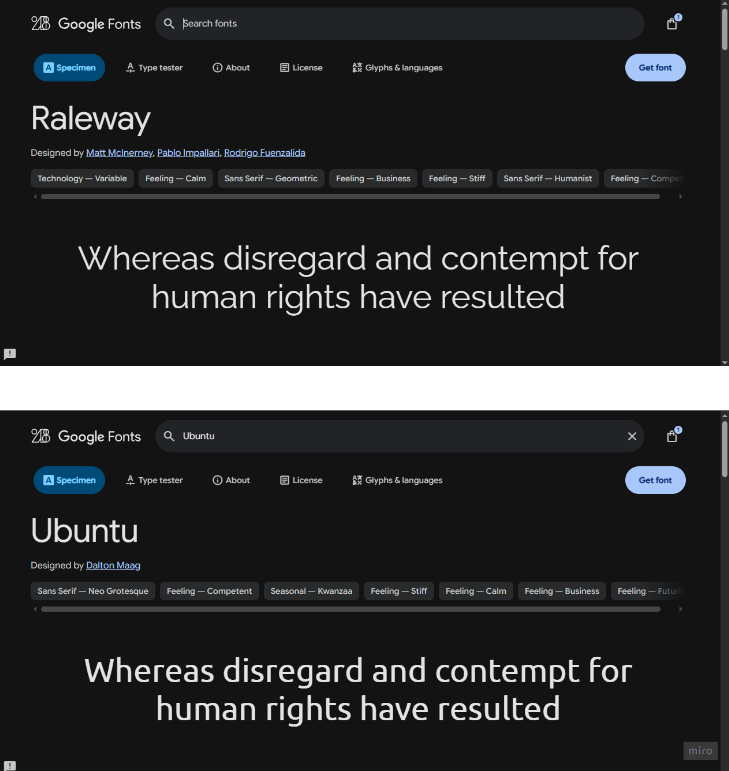 Google Fonts Search fonts 1
Specimen Type tester About License Glyphs & languages Get font
Raleway
Designed by Matt McInerney, Pablo Impallari, Rodrigo Fuenzalida
Technology — Variable Feeling — Calm Sans Serif — Geometric Feeling — Business Feeling — Stiff Sans Serif — Humanist Feeling —
Whereas disregard and contempt for
human rights have resulted
Google Fonts Ubuntu 1
Specimen Type tester About License Glyphs & languages Get font
Ubuntu
Designed by Dalton Maag
Sans Serif — Neo Grotesque Feeling — Competent Seasonal — Kwanzaa Feeling — Stiff Feeling — Calm Feeling — Business Feeling —
Whereas disregard and contempt for
human rights have resulted
miro